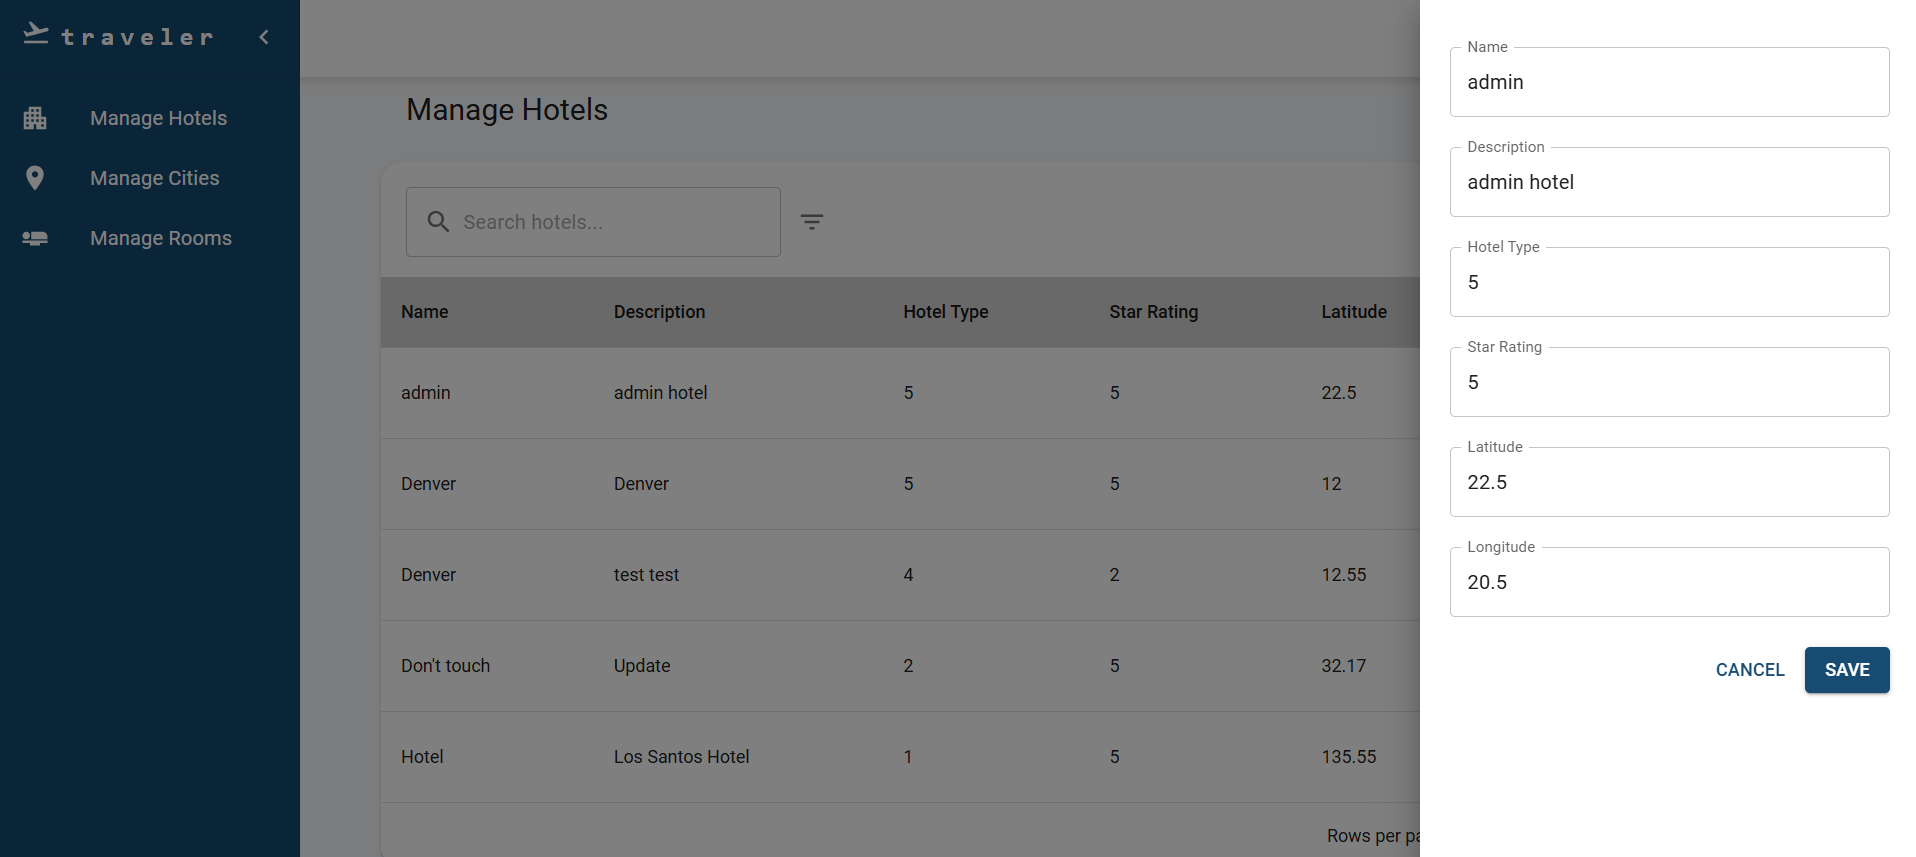 traveler
Manage Hotels
Manage Cities
Manage Rooms
Manage Hotels
Search hotels...
Name Description Hotel Type Star Rating Latitude
admin admin hotel 5 5 22.5
Denver Denver 5 5 12
Denver test test 4 2 12.55
Don't touch Update 2 5 32.17
Hotel Los Santos Hotel 1 5 135.55
Rows per pa
Name
admin
Description
admin hotel
Hotel Type
5
Star Rating
5
Latitude
22.5
Longitude
20.5
CANCEL SAVE